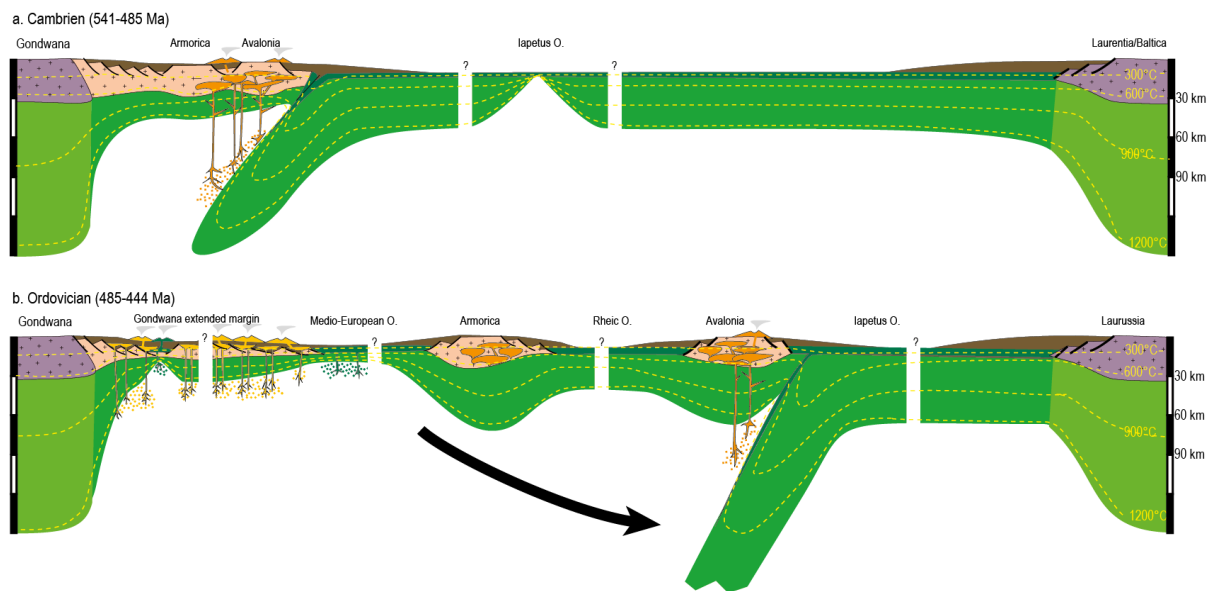 a. Cambrien (541-485 Ma)
Gondwana
Armorica
Avalonia
Iapetus O.
Laurentia/Baltica
?
?
300°C
600°C
30 km
60 km
900°C
90 km
1200°C
b. Ordovician (485-444 Ma)
Gondwana
Gondwana extended margin
Medio-European O.
Armorica
Rheic O.
Avalonia
Iapetus O.
Laurussia
?
?
?
?
300°C
600°C
30 km
60 km
900°C
90 km
1200°C